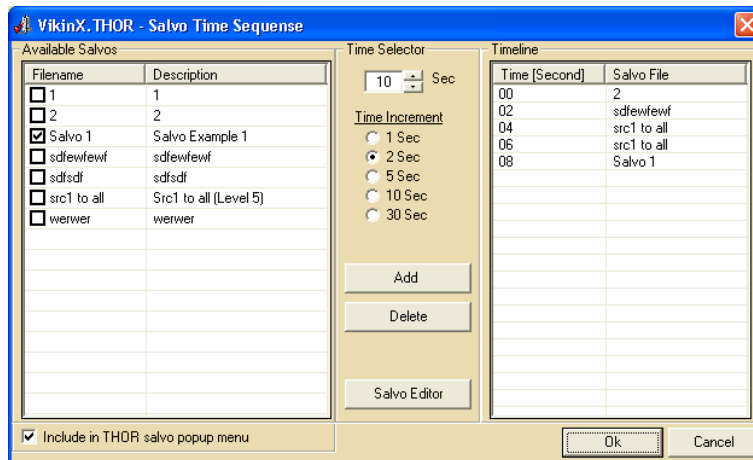 VikinX.THOR - Salvo Time Sequense
Available Salvos
Filename Description
1 1
2 2
Salvo 1 Salvo Example 1
sdfewfewf sdfewfewf
sdfsdf sdfsdf
src1 to all Src1 to all (Level 5)
werwer werwer
Include in THOR salvo popup menu
Time Selector
10 Sec
Time Increment
1 Sec
2 Sec
5 Sec
10 Sec
30 Sec
Add
Delete
Salvo Editor
Timeline
Time [Second] Salvo File
00 2
02 sdfewfewf
04 src1 to all
06 src1 to all
08 Salvo 1
Ok Cancel